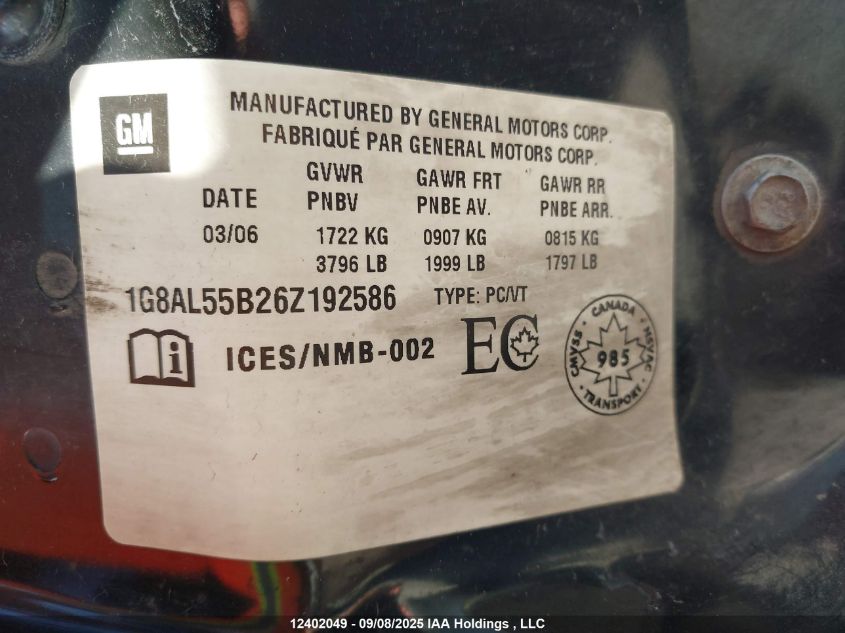 GM
MANUFACTURED BY GENERAL MOTORS CORP.
FABRIQUÉ PAR GENERAL MOTORS CORP.
DATE GVWR PNBV GAWR FRT PNBE AV. GAWR RR PNBE ARR.
03/06 1722 KG 0907 KG 0815 KG
3796 LB 1999 LB 1797 LB
1G8AL55B26Z192586 TYPE: PC/VT
i ICES/NMB-002 EC
CANADA
CMVSS 985 NSVAC
TRANSPORT
12402049 - 09/08/2025 IAA Holdings , LLC